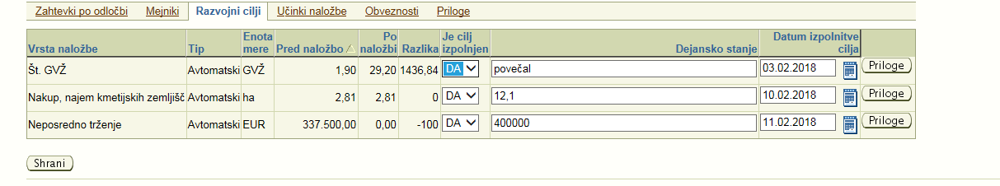 Zahtevki po odločbi Mejniki Razvojni cilji Učinki naložbe Obveznosti Priloge
Vrsta naložbe Tip Enota mere Pred naložbo Po naložbi Razlika Je cilj izpolnjen Dejansko stanje Datum izpolnitve cilja
Št. GVŽ Avtomatski GVŽ 1,90 29,20 1436,84 DA povečal 03.02.2018 Priloge
Nakup, najem kmetijskih zemljišč Avtomatski ha 2,81 2,81 0 DA 12,1 10.02.2018 Priloge
Neposredno trženje Avtomatski EUR 337.500,00 0,00 -100 DA 400000 11.02.2018 Priloge
Shrani